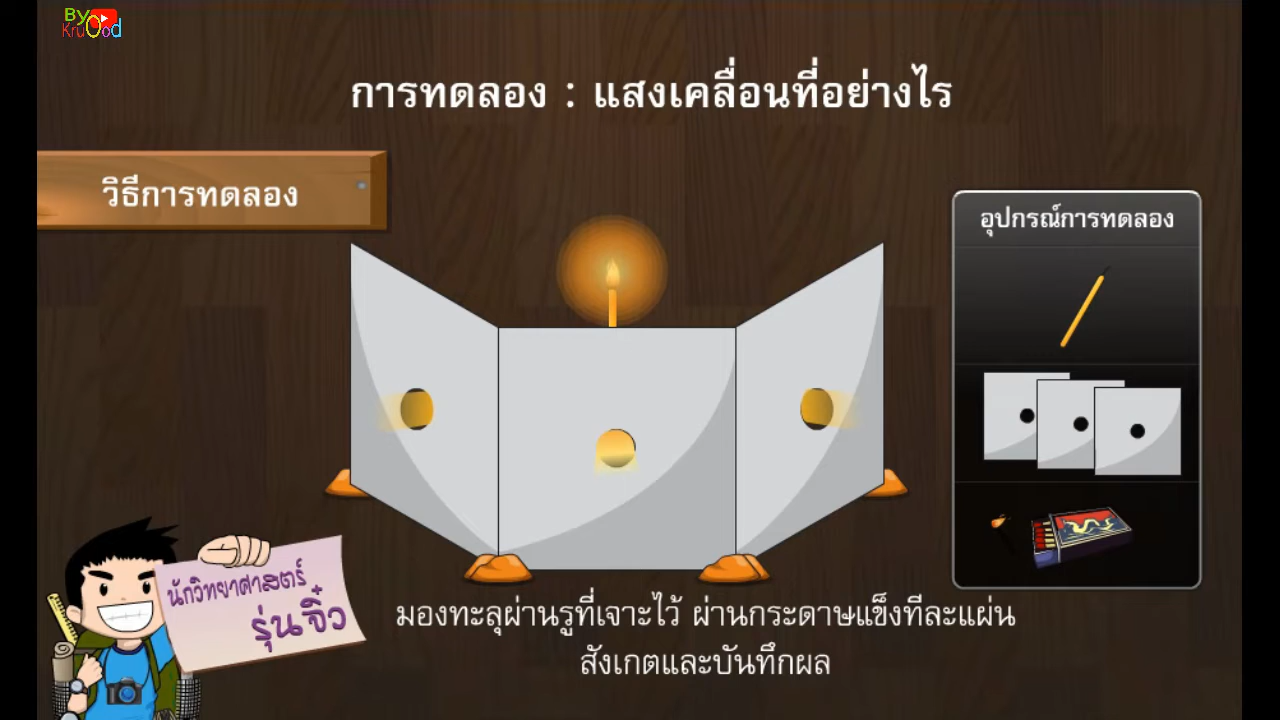 By
KruOod
การทดลอง : แสงเคลื่อนที่อย่างไร
วิธีการทดลอง
อุปกรณ์การทดลอง
นักวิทยาศาสตร์
รุ่นจิ๋ว
มองทะลุผ่านรูที่เจาะไว้ ผ่านกระดาษแข็งทีละแผ่น
สังเกตและบันทึกผล